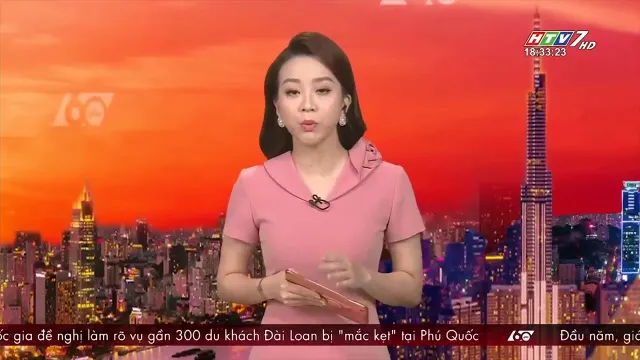 HTV7 HD
18:33:23
60
ốc gia đề nghị làm rõ vụ gần 300 du khách Đài Loan bị "mắc kẹt" tại Phú Quốc 60 Đầu năm, giá